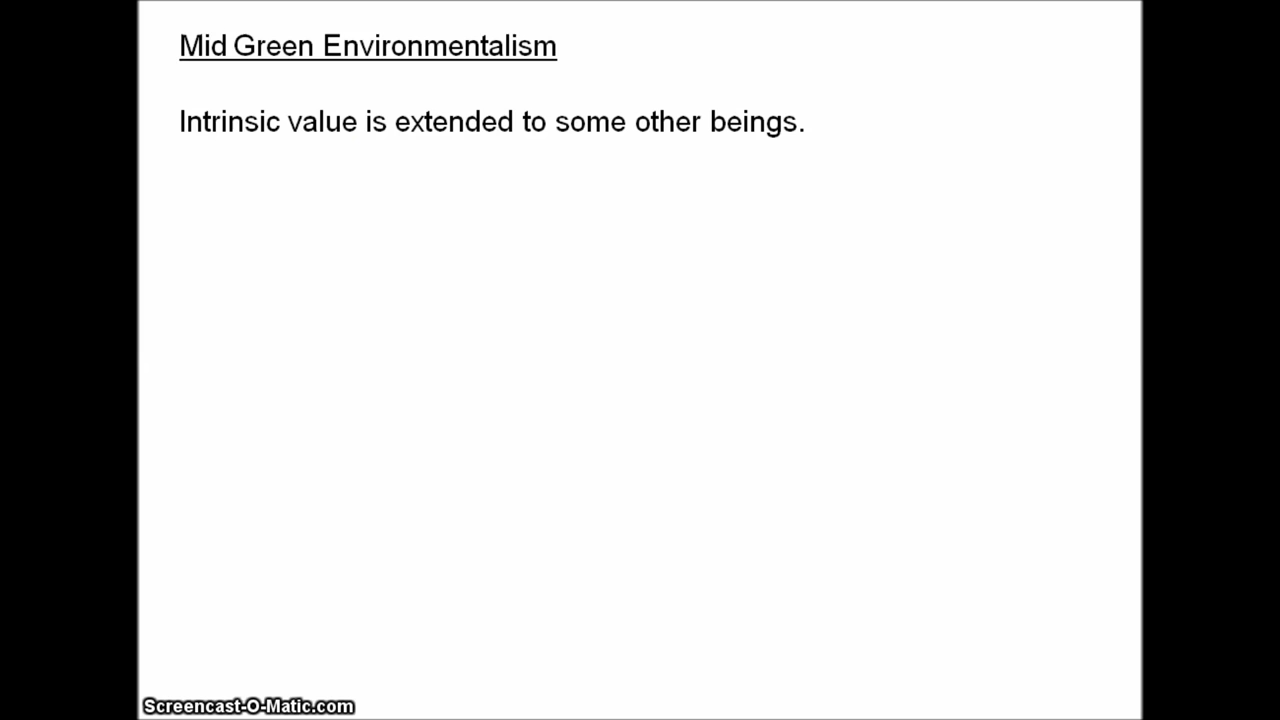 Mid Green Environmentalism
Intrinsic value is extended to some other beings.
Screencast-O-Matic.com